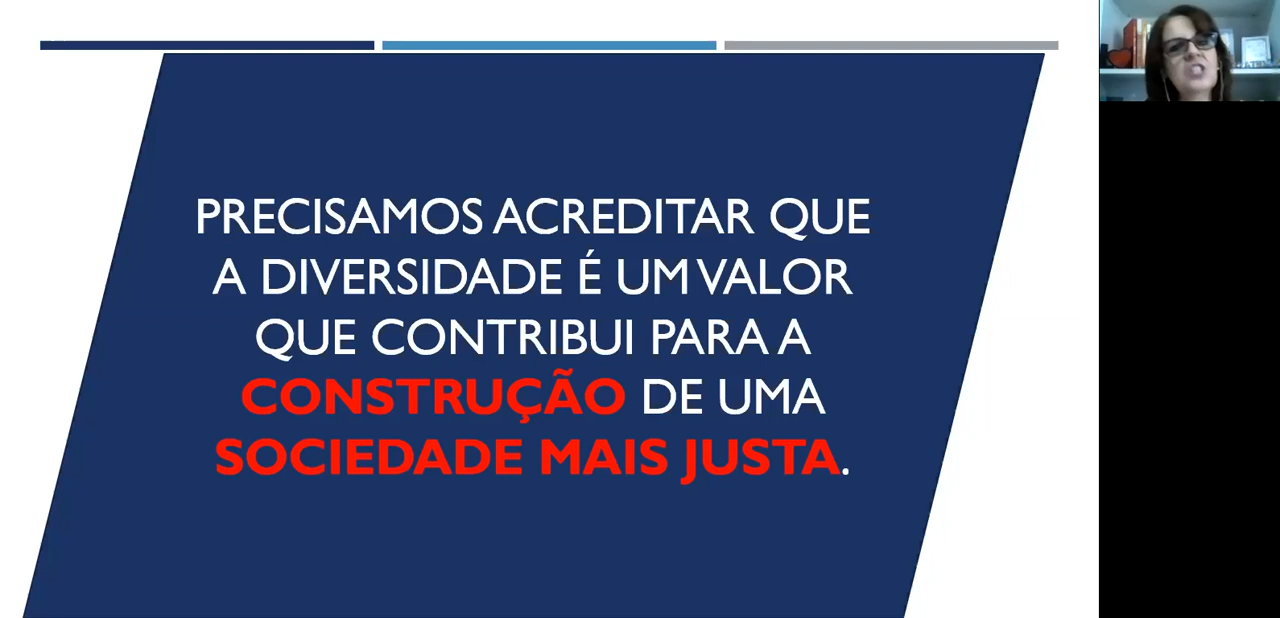 PRECISAMOS ACREDITAR QUE
A DIVERSIDADE É UM VALOR
QUE CONTRIBUI PARA A
CONSTRUÇÃO DE UMA
SOCIEDADE MAIS JUSTA.